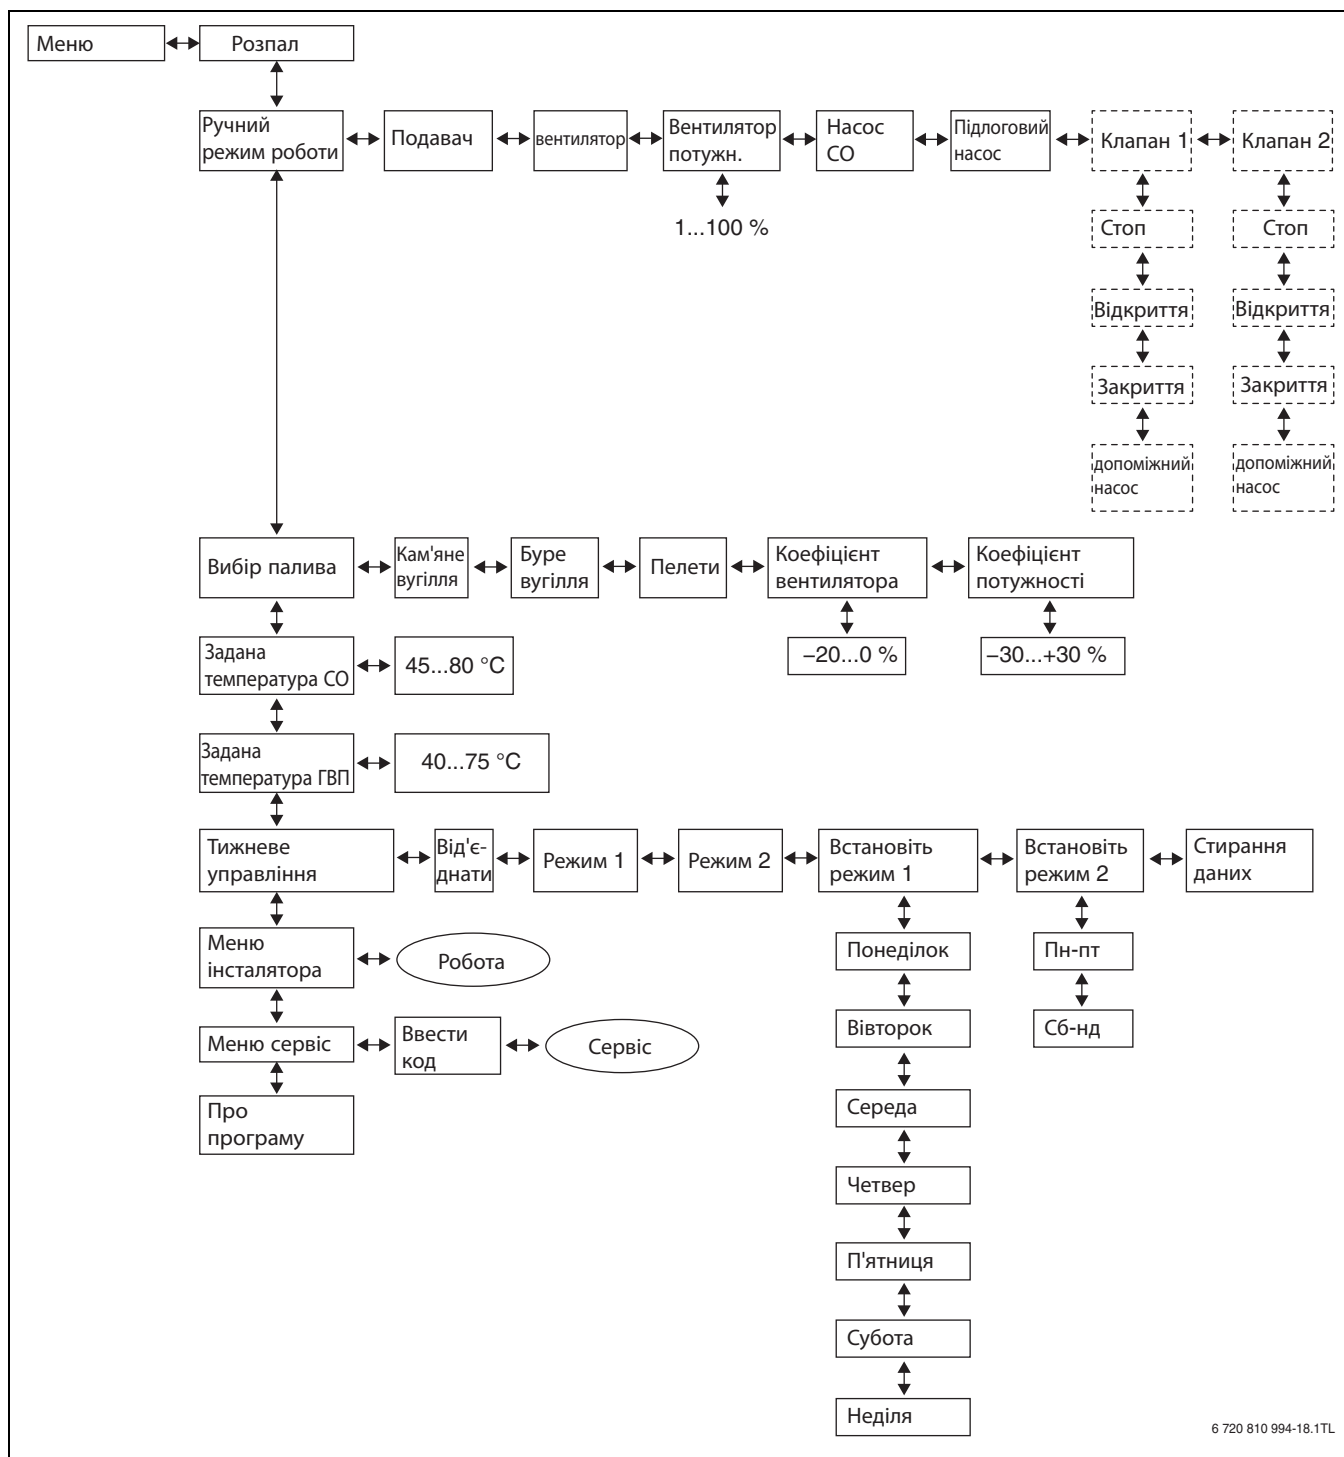 Меню
Розпал
Ручний
режим роботи
Подавач
вентилятор
Вентилятор
потужн.
Насос
СО
Підлоговий
насос
Клапан 1
Клапан 2
1...100 %
Стоп
Стоп
Відкриття
Відкриття
Закриття
Закриття
допоміжний
насос
допоміжний
насос
Вибір палива
Кам'яне
вугілля
Буре
вугілля
Пелети
Коефіцієнт
вентилятора
Коефіцієнт
потужності
–20...0 %
–30...+30 %
Задана
температура СО
45...80 °C
Задана
температура ГВП
40...75 °C
Тижневе
управління
Від'є-
днати
Режим 1
Режим 2
Встановіть
режим 1
Встановіть
режим 2
Стирання
даних
Меню
інсталятора
Робота
Понеділок
Пн-пт
Меню сервіс
Ввести
код
Сервіс
Вівторок
Сб-нд
Про
програму
Середа
Четвер
П'ятниця
Субота
Неділя
6 720 810 994-18.1TL